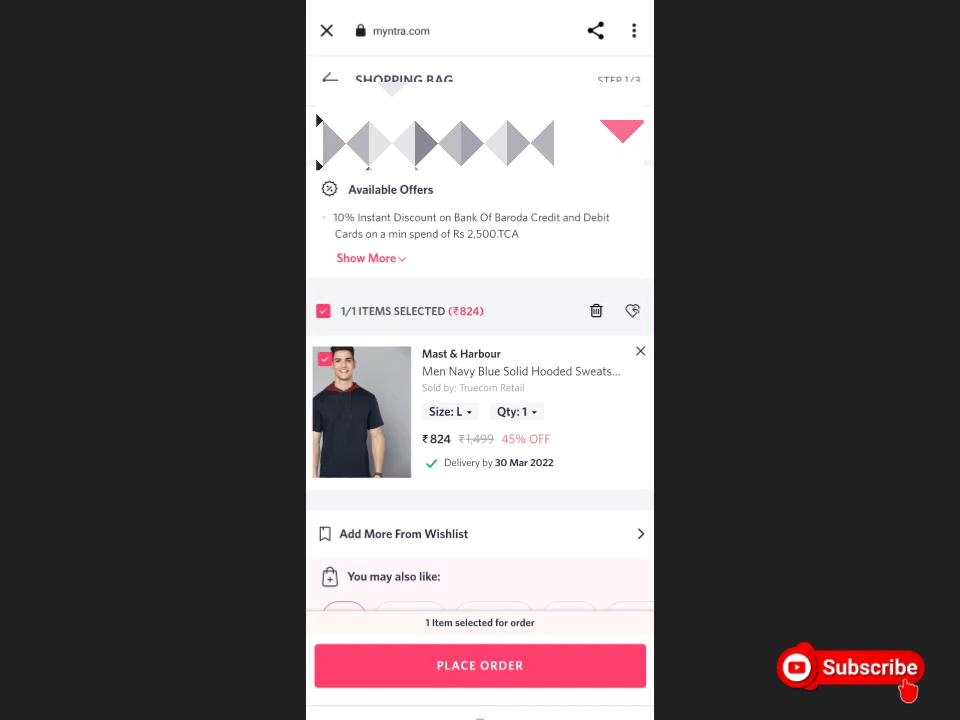 myntra.com
SHOPPING BAG
STEP 1/3
Available Offers
10% Instant Discount on Bank Of Baroda Credit and Debit
Cards on a min spend of Rs 2,500.TCA
Show More
1/1 ITEMS SELECTED (₹824)
Mast & Harbour
Men Navy Blue Solid Hooded Sweats...
Sold by: Truecom Retail
Size: L
Qty: 1
₹824 ₹1,499 45% OFF
Delivery by 30 Mar 2022
Add More From Wishlist
You may also like:
1 Item selected for order
PLACE ORDER
Subscribe